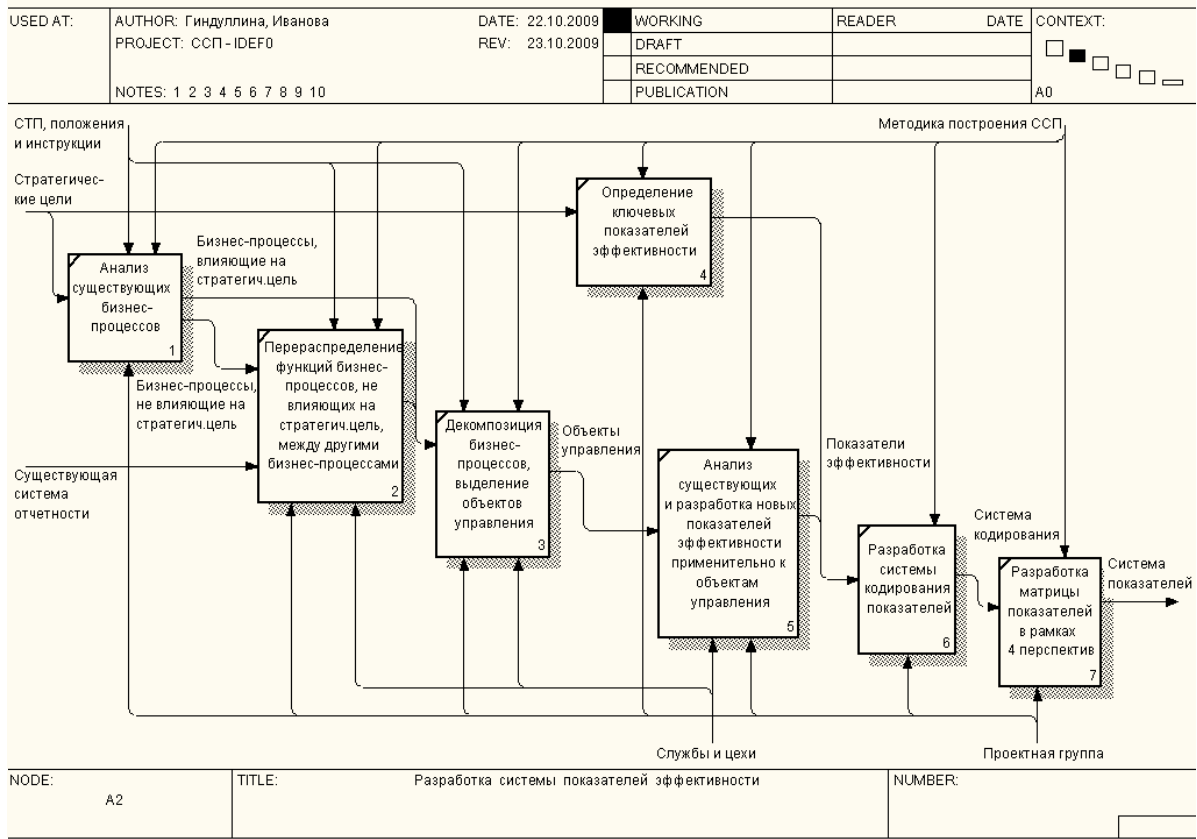 USED AT:
AUTHOR: Гиндуллина, Иванова
DATE: 22.10.2009
WORKING
READER
DATE
CONTEXT:
PROJECT: ССП - IDEF0
REV: 23.10.2009
DRAFT
RECOMMENDED
NOTES: 1 2 3 4 5 6 7 8 9 10
PUBLICATION
A0
СТП, положения
и инструкции
Методика построения ССП
Стратегичес-
кие цели
Определение
ключевых
показателей
эффективности
4
Бизнес-процессы,
влияющие на
стратегич.цель
Анализ
существующих
бизнес-
процессов
1
Бизнес-процессы,
не влияющие на
стратегич.цель
Перераспределение
функций бизнес-
процессов, не
влияющих на
стратегич.цель,
между другими
бизнес-процессами
2
Существующая
система
отчетности
Декомпозиция
бизнес-
процессов,
выделение
объектов
управления
3
Объекты
управления
Анализ
существующих
и разработка новых
показателей
эффективности
применительно к
объектам
управления
5
Показатели
эффективности
Разработка
системы
кодирования
показателей
6
Система
кодирования
Разработка
матрицы
показателей
в рамках
4 перспектив
7
Система
показателей
Службы и цехи
Проектная группа
NODE:
A2
TITLE:
Разработка системы показателей эффективности
NUMBER: